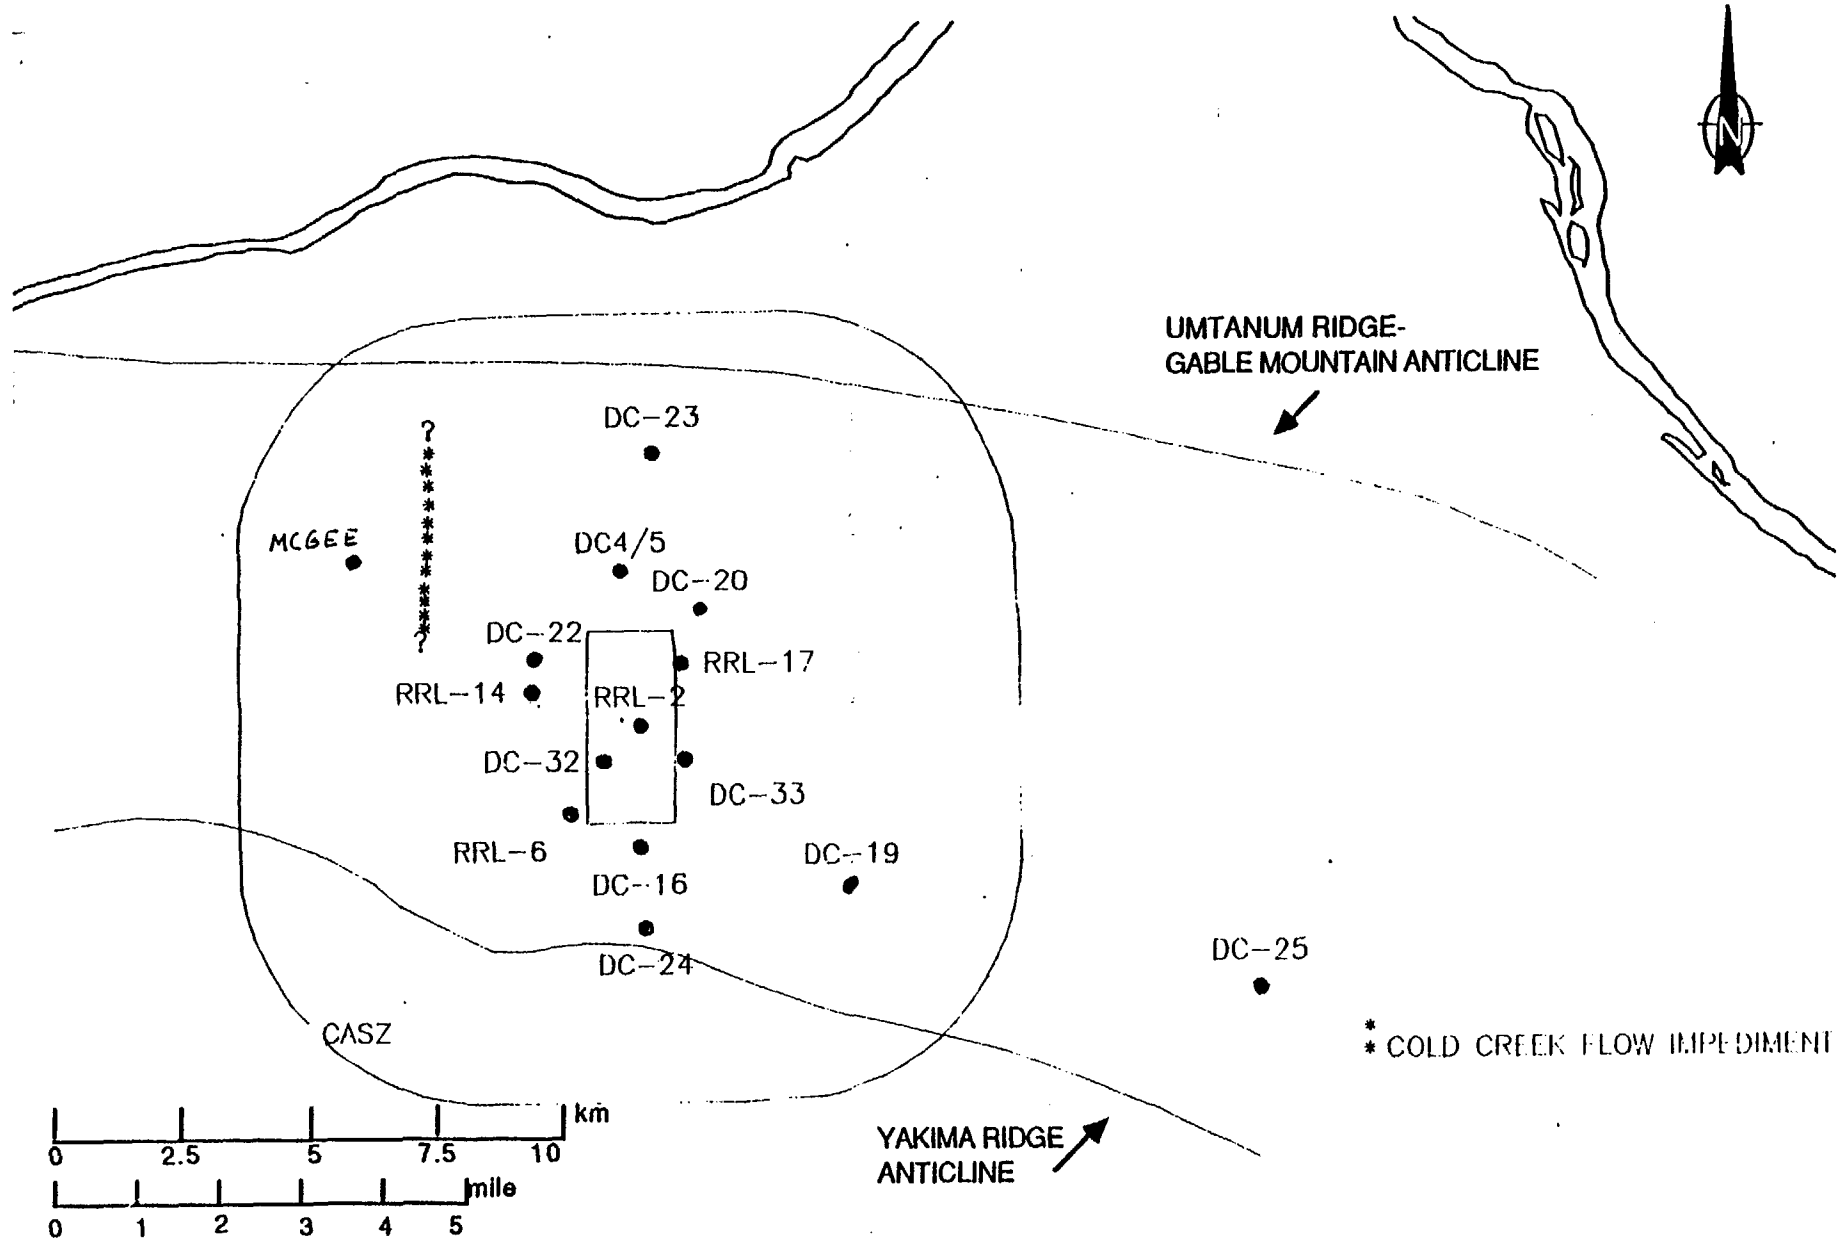 N
UMTANUM RIDGE-
GABLE MOUNTAIN ANTICLINE
DC-23
?
MCGEE
DC4/5
DC-20
DC-22
?
RRL-17
RRL-14
RRL-2
DC-32
DC-33
RRL-6
DC-19
DC-16
DC-25
DC-24
CASZ
* COLD CREEK FLOW IMPEDIMENT
km
0 2.5 5 7.5 10
YAKIMA RIDGE
ANTICLINE
mile
0 1 2 3 4 5